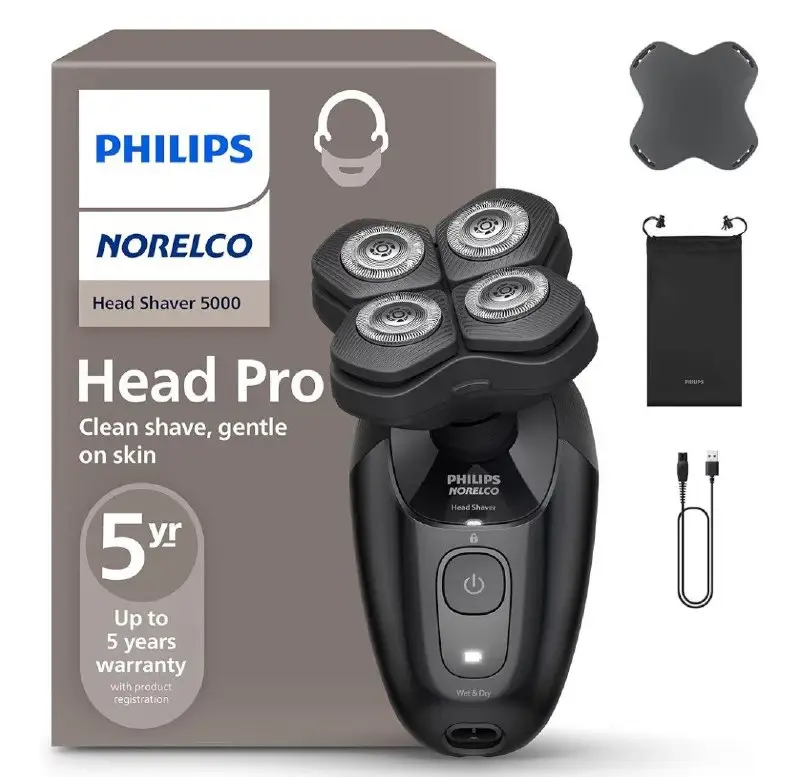 PHILIPS
NORELCO
Head Shaver 5000
Head Pro
Clean shave, gentle
on skin
5yr
Up to
5 years
warranty
with product
registration
PHILIPS
NORELCO
Head Shaver
Wet & Dry
PHILIPS